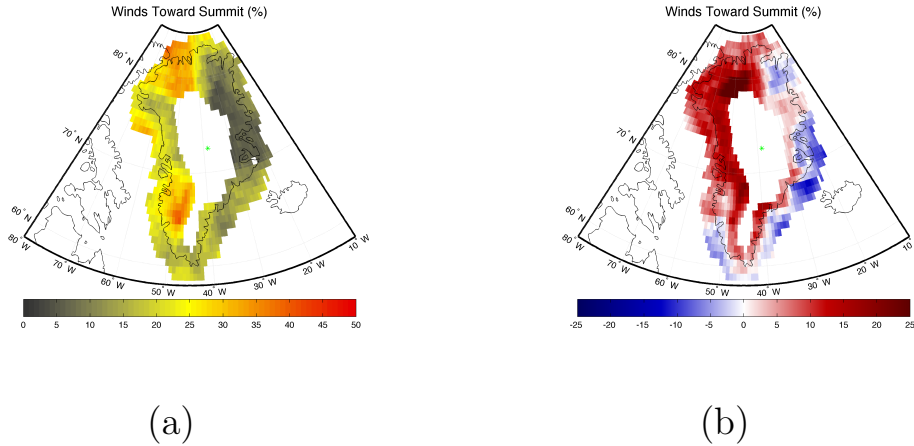 Winds Toward Summit (%)
80° N
70° N
60° N
80° W
70° W
60° W
50° W
40° W
30° W
20° W
10° W
0 5 10 15 20 25 30 35 40 45 50
(a)
Winds Toward Summit (%)
80° N
70° N
60° N
80° W
70° W
60° W
50° W
40° W
30° W
20° W
10° W
-25 -20 -15 -10 -5 0 5 10 15 20 25
(b)